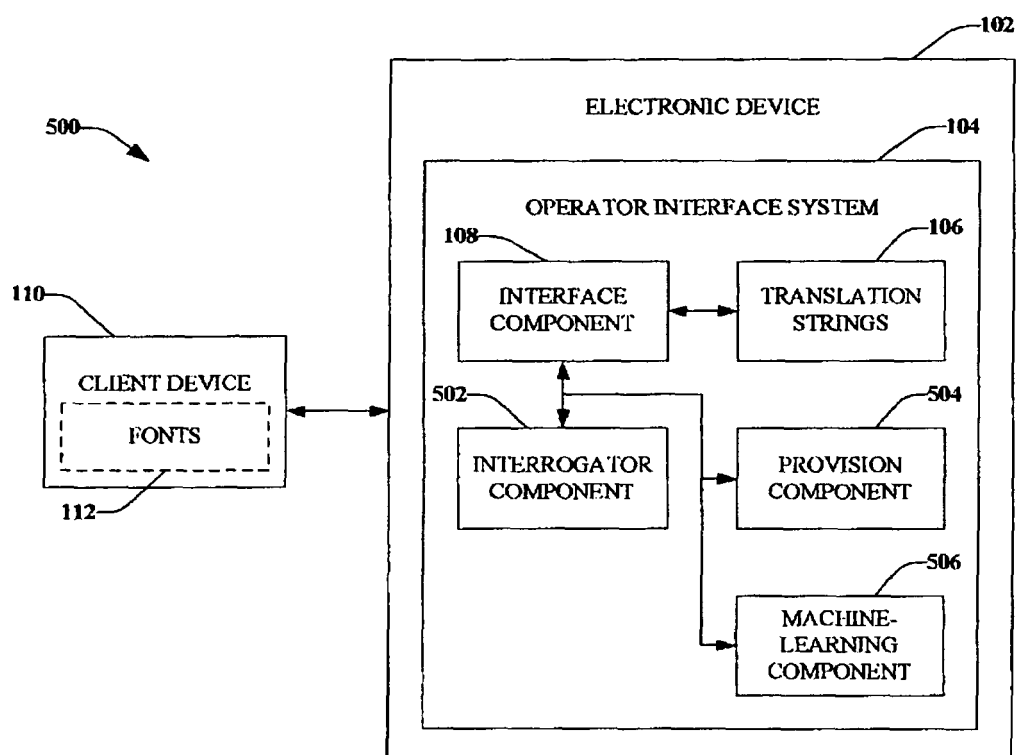 102
ELECTRONIC DEVICE
500
104
OPERATOR INTERFACE SYSTEM
108
106
INTERFACE
COMPONENT
TRANSLATION
STRINGS
110
CLIENT DEVICE
FONTS
112
502
504
INTERROGATOR
COMPONENT
PROVISION
COMPONENT
506
MACHINE-
LEARNING
COMPONENT